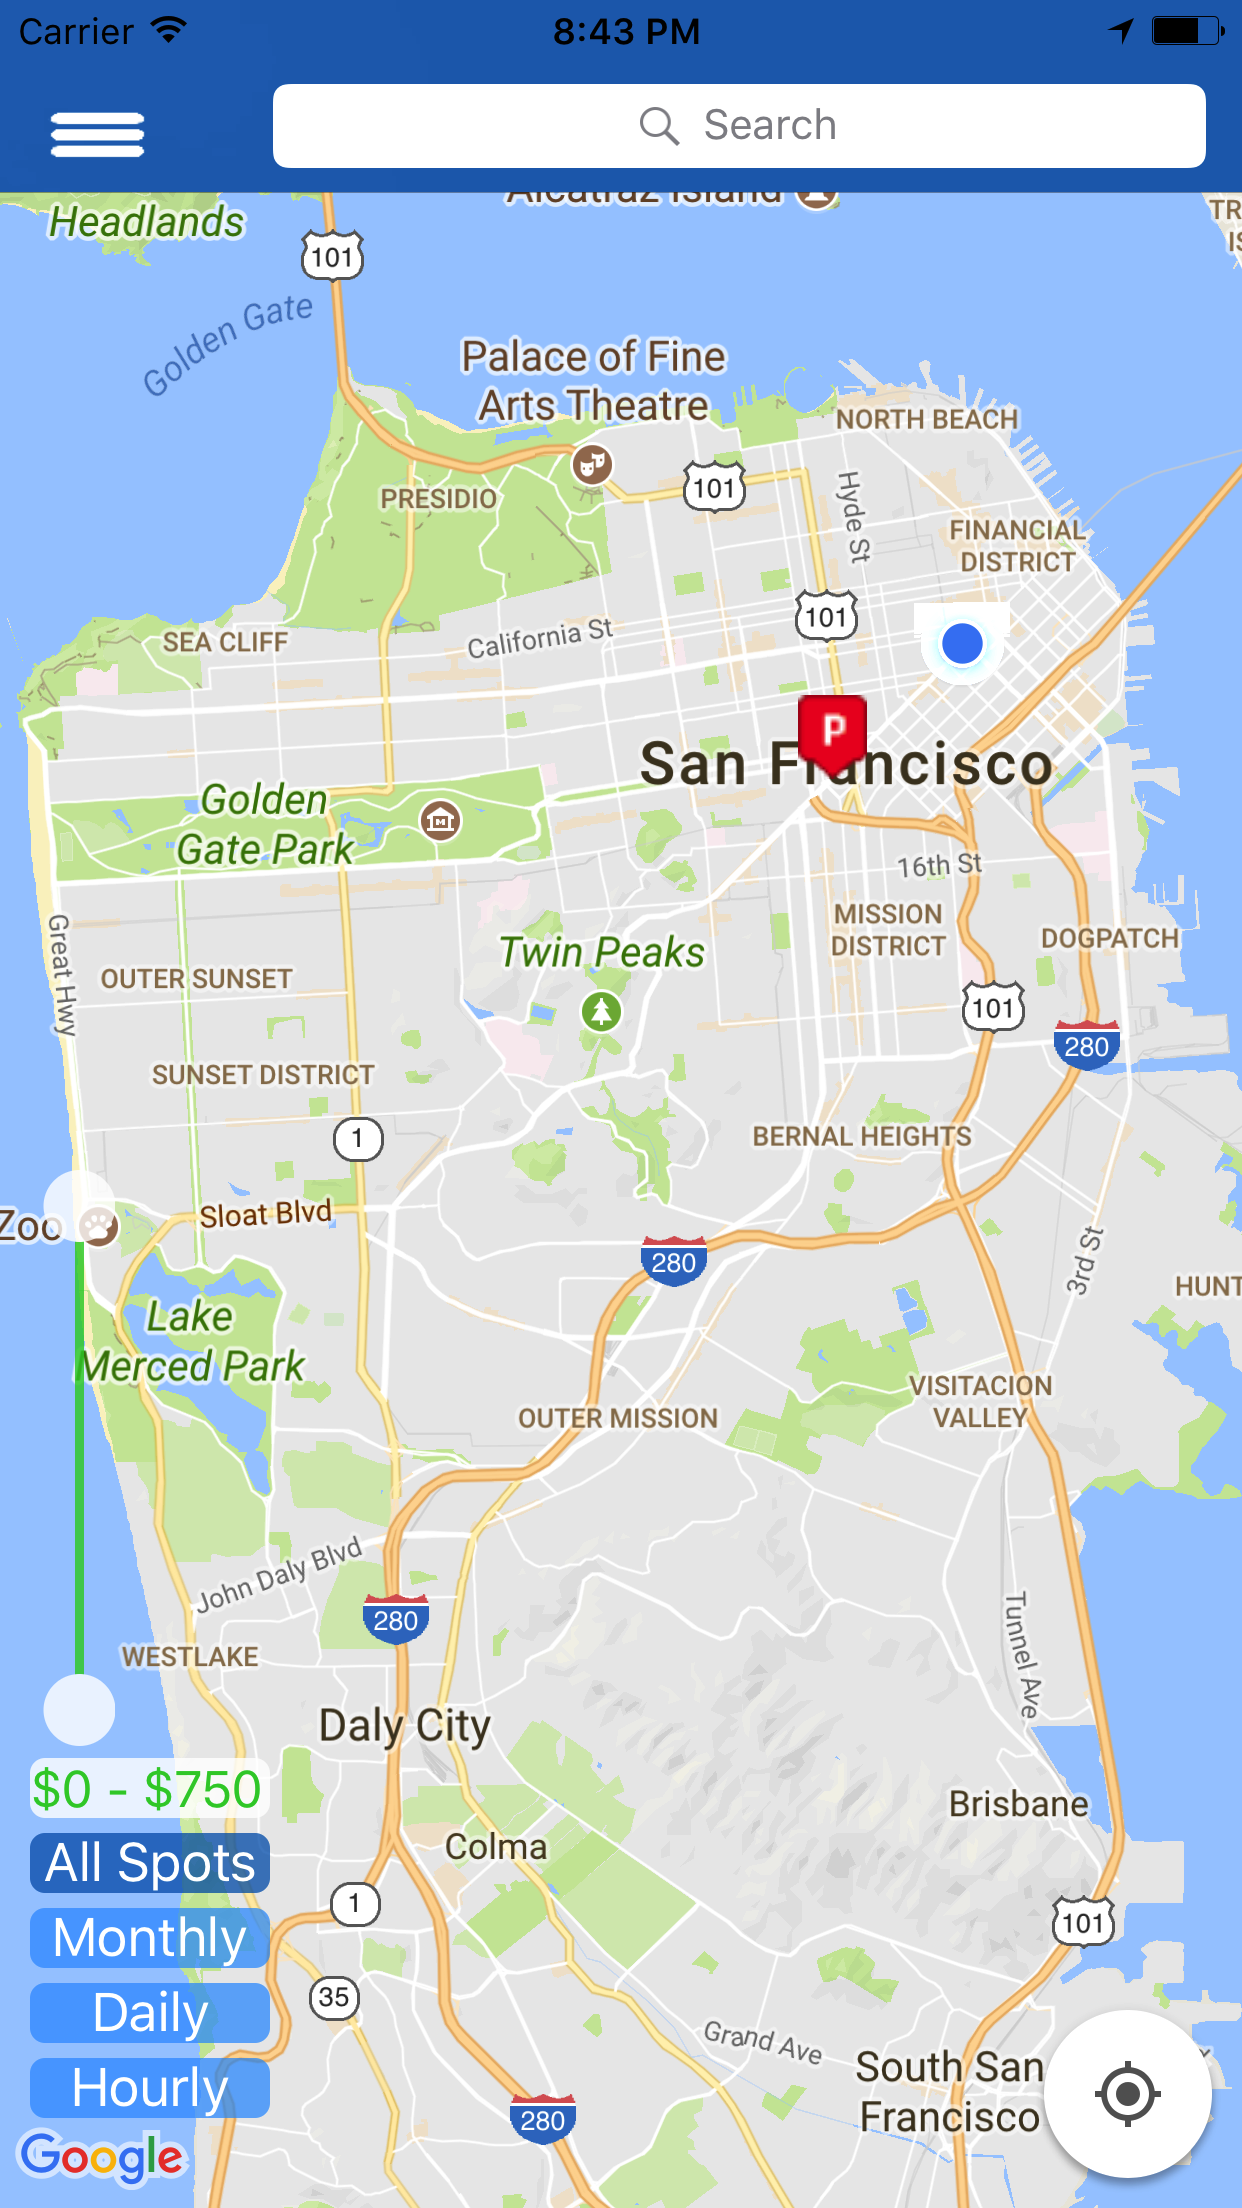 Carrier
8:43 PM
Search
Alcatraz Island
Headlands
TR
IS
101
Golden Gate
Palace of Fine
Arts Theatre
NORTH BEACH
101
PRESIDIO
Hyde St
FINANCIAL
DISTRICT
101
SEA CLIFF
California St
P
San Francisco
Golden
Gate Park
16th St
MISSION
DISTRICT
DOGPATCH
Great Hwy
Twin Peaks
OUTER SUNSET
101
280
SUNSET DISTRICT
1
BERNAL HEIGHTS
Zoo
Sloat Blvd
280
3rd St
HUNT
Lake
Merced Park
VISITACION
VALLEY
OUTER MISSION
John Daly Blvd
280
Tunnel Ave
WESTLAKE
Daly City
$0 - $750
Brisbane
All Spots
Colma
1
101
Monthly
35
Daily
Grand Ave
South San
Francisco
Hourly
280
Google